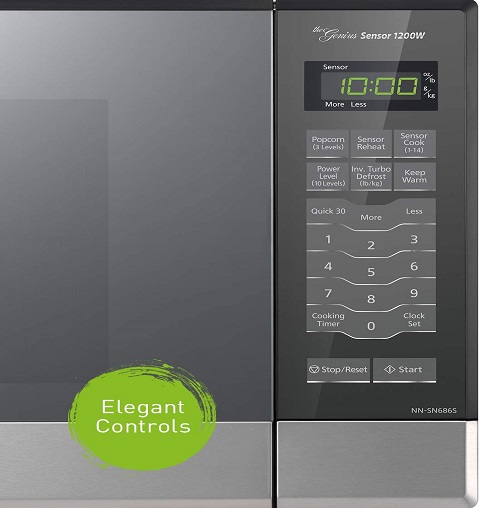 the Genius Sensor 1200W
Sensor
oz/lb
10:00
g/kg
More Less
Popcorn Sensor Sensor
(3 Levels) Reheat Cook
(1-14)
Power Inv. Turbo Keep
Level Defrost Warm
(10 Levels) (lb/kg)
Quick 30 More Less
1 2 3
4 5 6
7 8 9
Cooking Clock
Timer 0 Set
Stop/Reset Start
NN-SN686S
Elegant
Controls